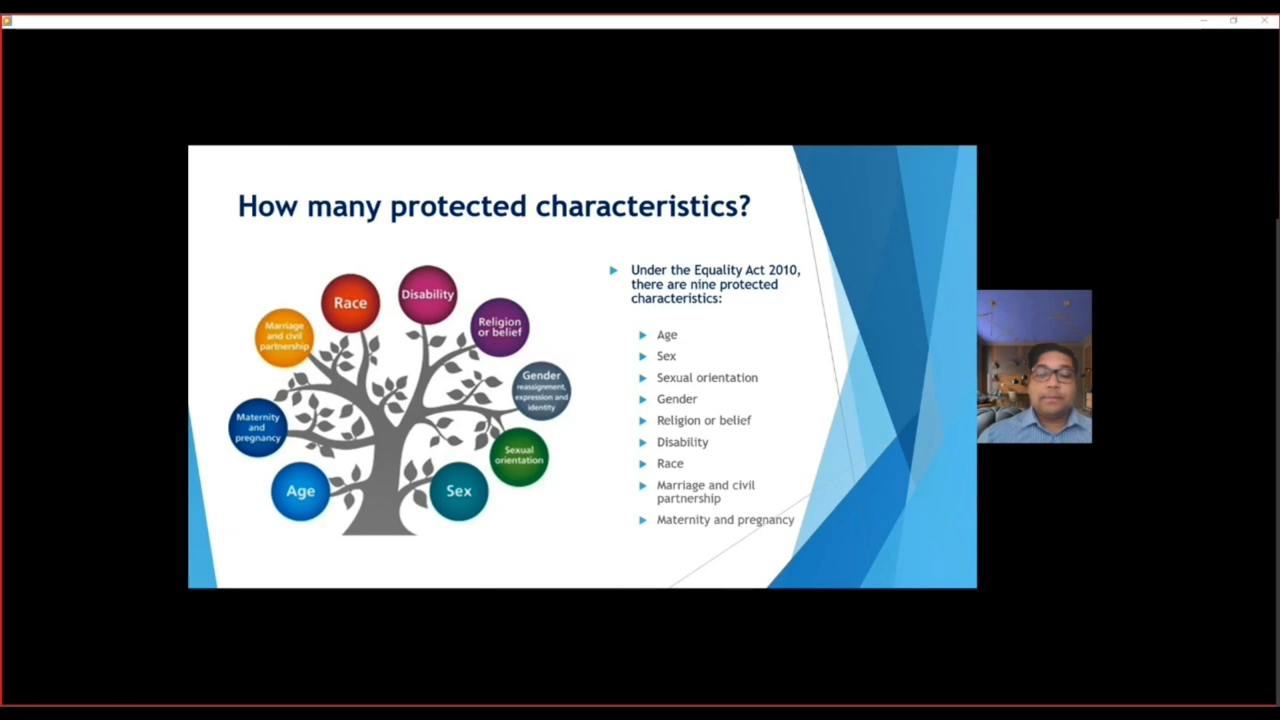 How many protected characteristics?
Race
Disability
Marriage
and civil
partnership
Religion
or belief
Gender
reassignment,
expression and
identity
Maternity
and
pregnancy
Sexual
orientation
Age
Sex
Under the Equality Act 2010,
there are nine protected
characteristics:
Age
Sex
Sexual orientation
Gender
Religion or belief
Disability
Race
Marriage and civil
partnership
Maternity and pregnancy